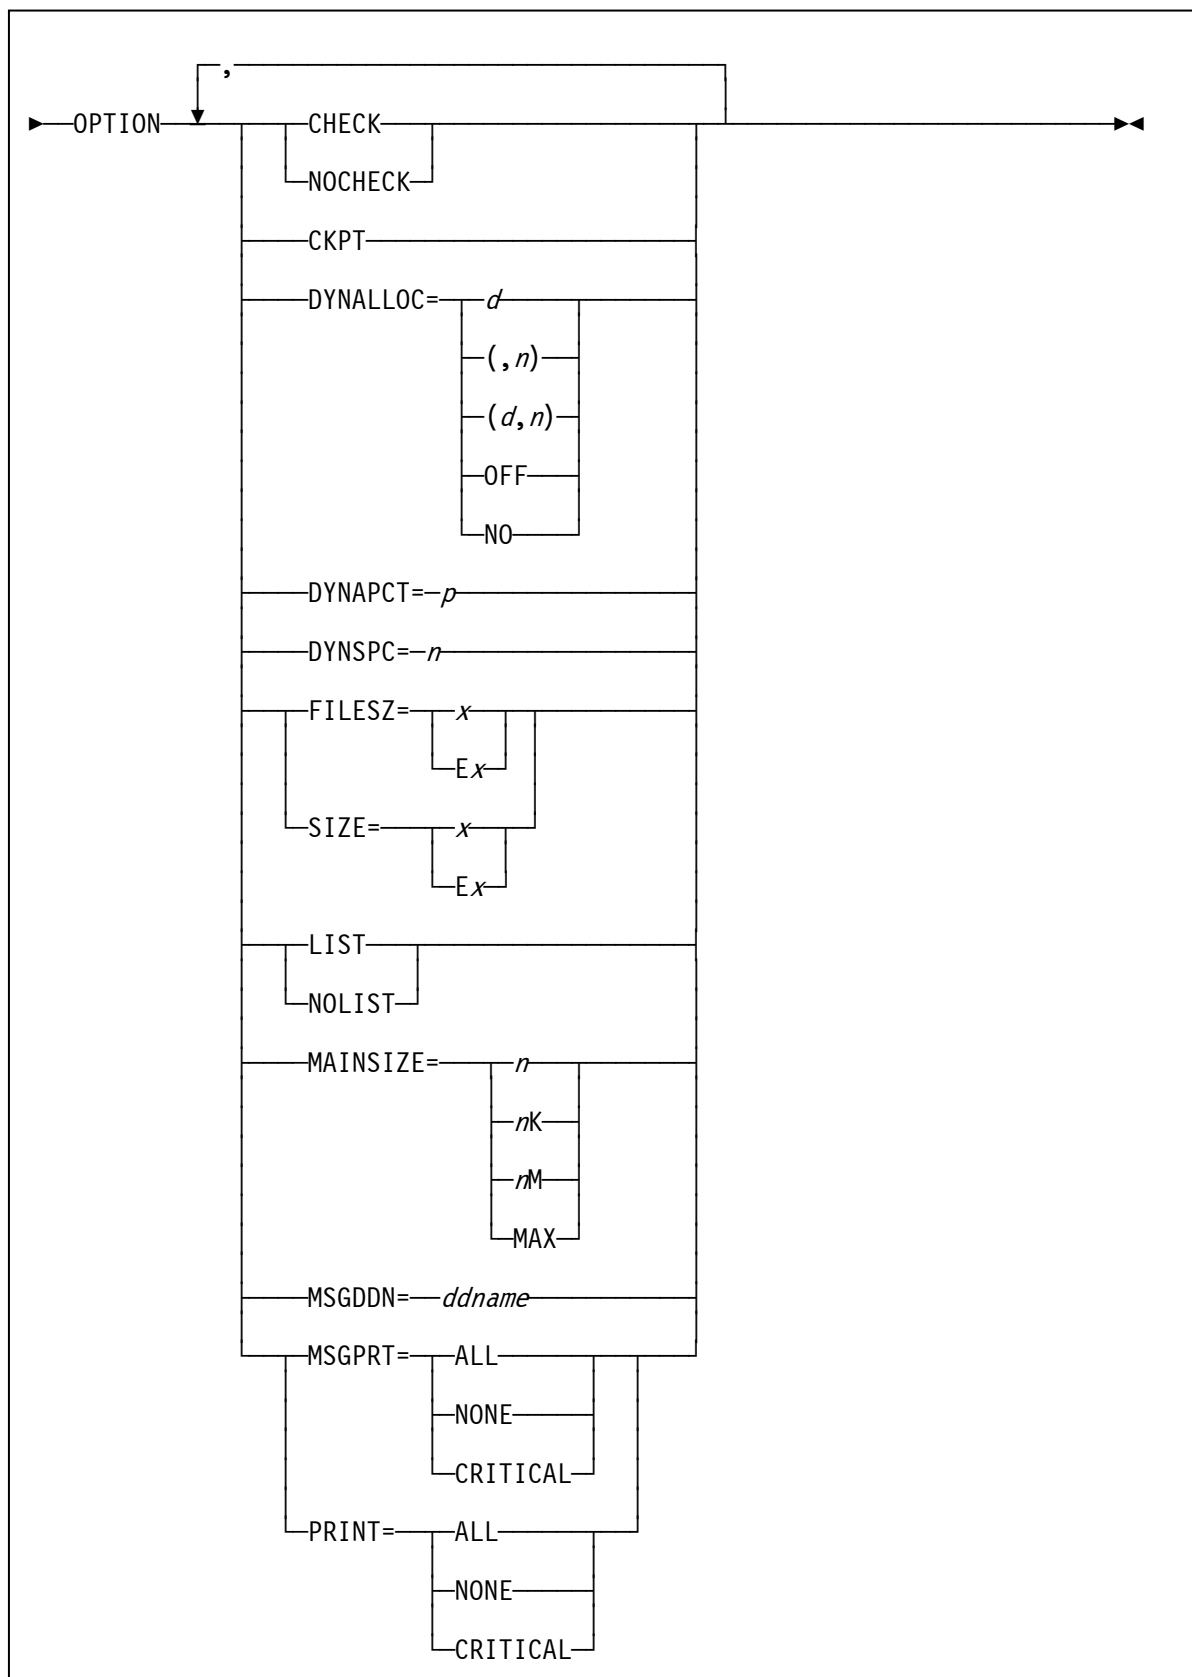 ,
OPTION CHECK
NOCHECK
CKPT
DYNALLOC= d
(,n)
(d,n)
OFF
NO
DYNAPCT= p
DYNSPC= n
FILESZ= x
Ex
SIZE= x
Ex
LIST
NOLIST
MAINSIZE= n
nK
nM
MAX
MSGDDN= ddname
MSGPRT= ALL
NONE
CRITICAL
PRINT= ALL
NONE
CRITICAL